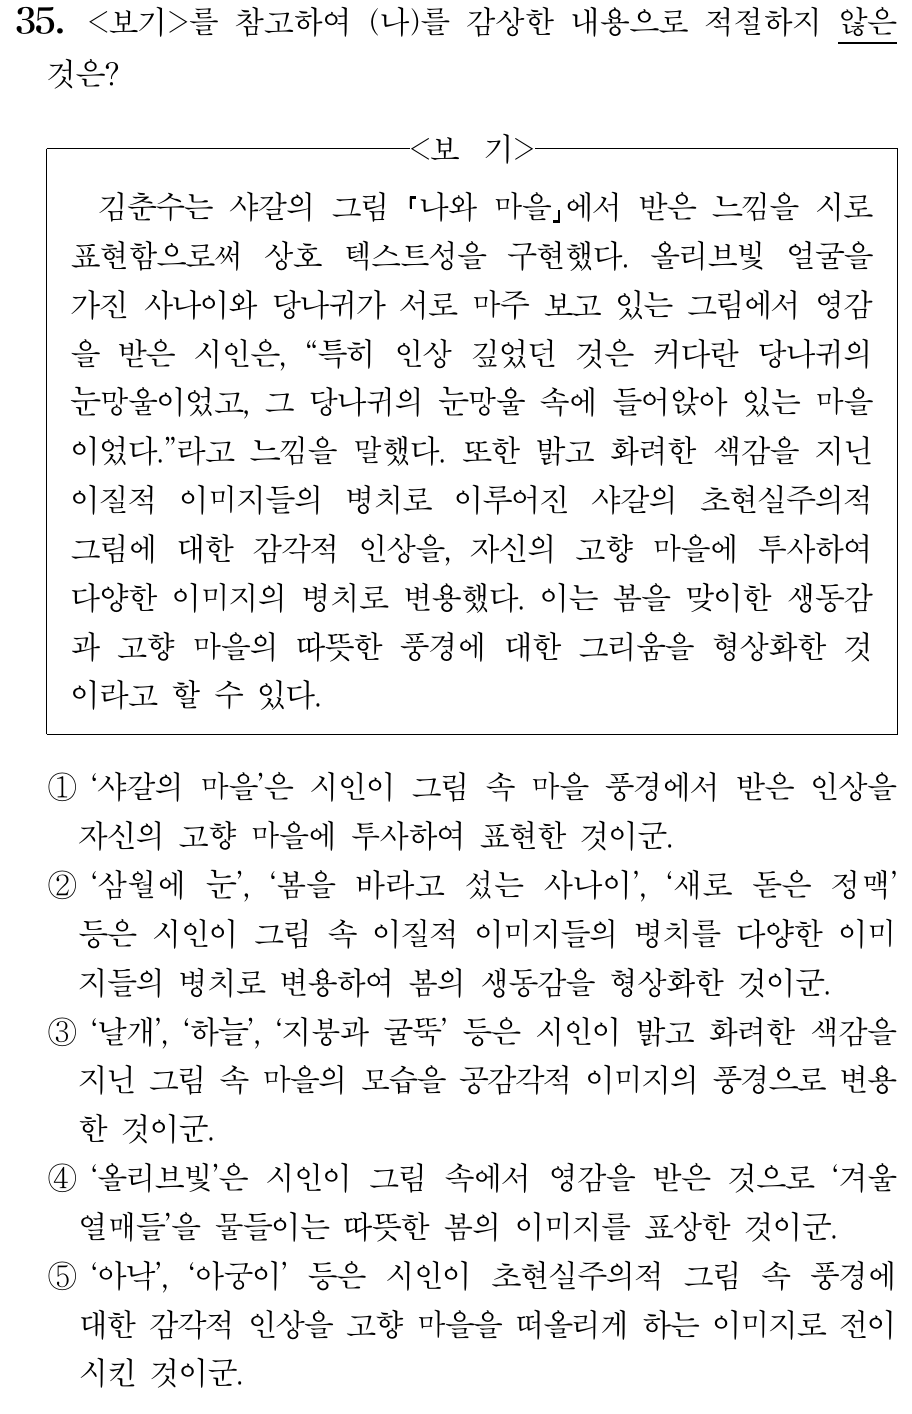 35. <보기>를 참고하여 (나)를 감상한 내용으로 적절하지 않은
것은?
<보 기>
김춘수는 샤갈의 그림 「나와 마을」에서 받은 느낌을 시로
표현함으로써 상호 텍스트성을 구현했다. 올리브빛 얼굴을
가진 사나이와 당나귀가 서로 마주 보고 있는 그림에서 영감
을 받은 시인은, “특히 인상 깊었던 것은 커다란 당나귀의
눈망울이었고, 그 당나귀의 눈망울 속에 들어앉아 있는 마을
이었다.”라고 느낌을 말했다. 또한 밝고 화려한 색감을 지닌
이질적 이미지들의 병치로 이루어진 샤갈의 초현실주의적
그림에 대한 감각적 인상을, 자신의 고향 마을에 투사하여
다양한 이미지의 병치로 변용했다. 이는 봄을 맞이한 생동감
과 고향 마을의 따뜻한 풍경에 대한 그리움을 형상화한 것
이라고 할 수 있다.
① ‘샤갈의 마을’은 시인이 그림 속 마을 풍경에서 받은 인상을
자신의 고향 마을에 투사하여 표현한 것이군.
② ‘삼월에 눈’, ‘봄을 바라고 섰는 사나이’, ‘새로 돋은 정맥’
등은 시인이 그림 속 이질적 이미지들의 병치를 다양한 이미
지들의 병치로 변용하여 봄의 생동감을 형상화한 것이군.
③ ‘날개’, ‘하늘’, ‘지붕과 굴뚝’ 등은 시인이 밝고 화려한 색감을
지닌 그림 속 마을의 모습을 공감각적 이미지의 풍경으로 변용
한 것이군.
④ ‘올리브빛’은 시인이 그림 속에서 영감을 받은 것으로 ‘겨울
열매들’을 물들이는 따뜻한 봄의 이미지를 표상한 것이군.
⑤ ‘아낙’, ‘아궁이’ 등은 시인이 초현실주의적 그림 속 풍경에
대한 감각적 인상을 고향 마을을 떠올리게 하는 이미지로 전이
시킨 것이군.